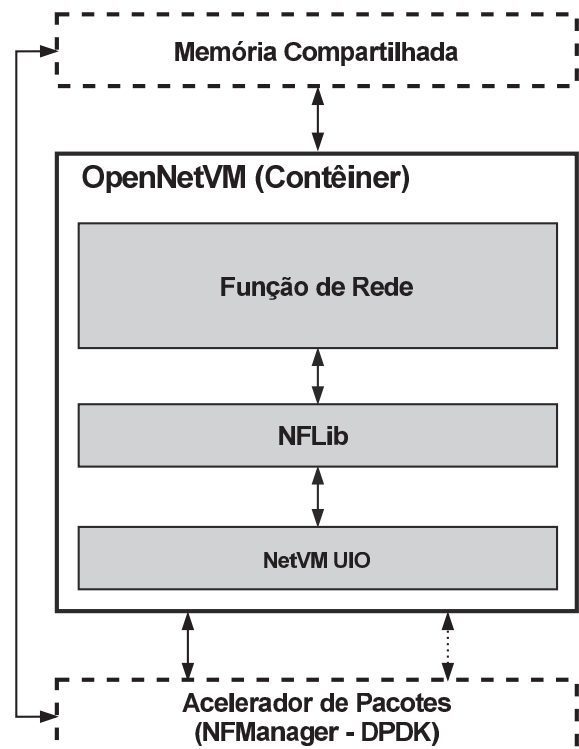 Memória Compartilhada
OpenNetVM (Contêiner)
Função de Rede
NFLib
NetVM UIO
Acelerador de Pacotes
(NFManager - DPDK)